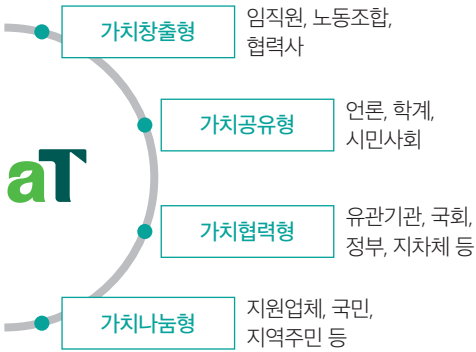 가치창출형
임직원, 노동조합,
협력사
가치공유형
언론, 학계,
시민사회
aT
가치협력형
유관기관, 국회,
정부, 지차체 등
가치나눔형
지원업체, 국민,
지역주민 등